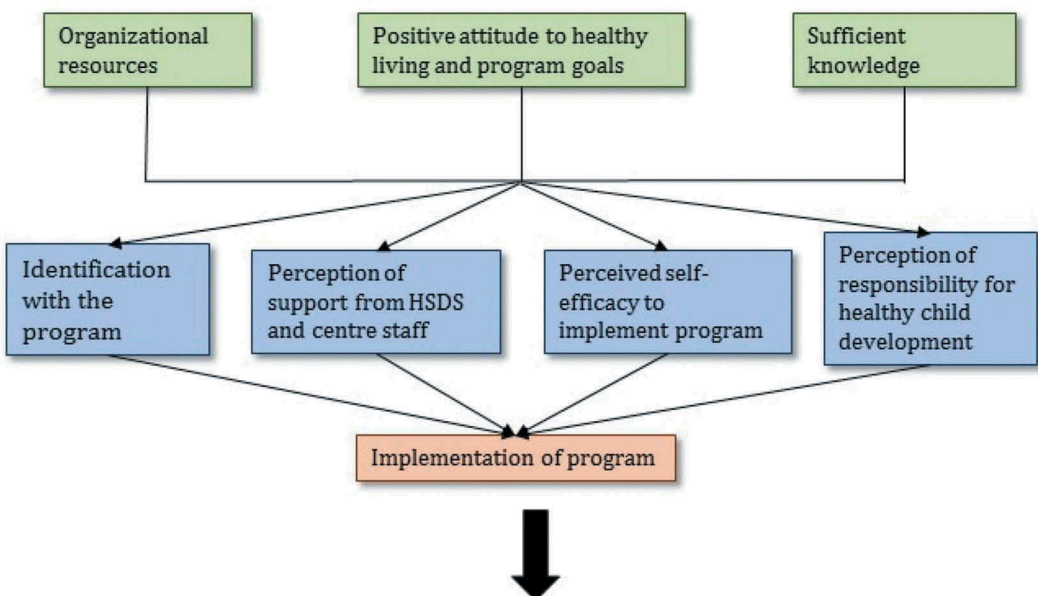 Organizational
resources
Positive attitude to healthy
living and program goals
Sufficient
knowledge
Identification
with the
program
Perception of
support from HSDS
and centre staff
Perceived self-
efficacy to
implement program
Perception of
responsibility for
healthy child
development
Implementation of program